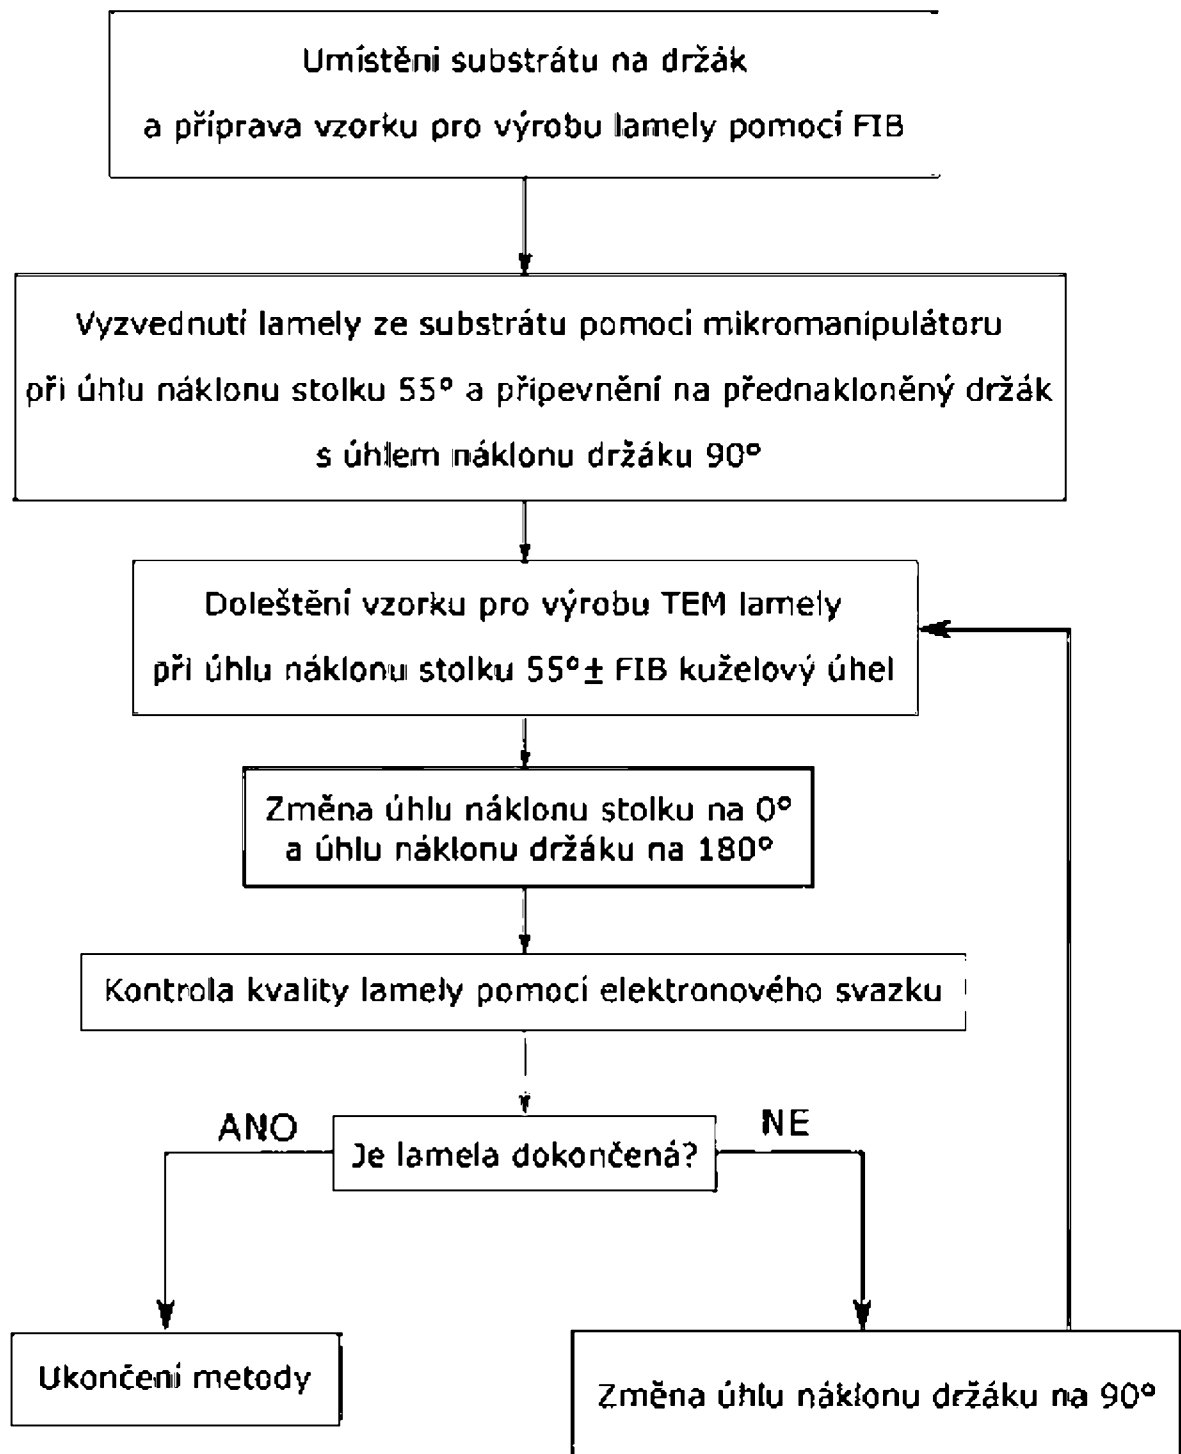 Umístěni substrátu na držák
a příprava vzorku pro výrobu lamely pomocí FIB
Vyzvednutí lamely ze substrátu pomocí mikromanipulátoru
při úhlu náklonu stolku 55° a připevnění na přednakloněný držák
s úhlem náklonu držáku 90°
Doleštění vzorku pro výrobu TEM lamely
při úhlu náklonu stolku 55°± FIB kuželový úhel
Změna úhlu náklonu stolku na 0°
a úhlu náklonu držáku na 180°
Kontrola kvality lamely pomocí elektronového svazku
ANO
NE
Je lamela dokončená?
Ukončení metody
Změna úhlu náklonu držáku na 90°